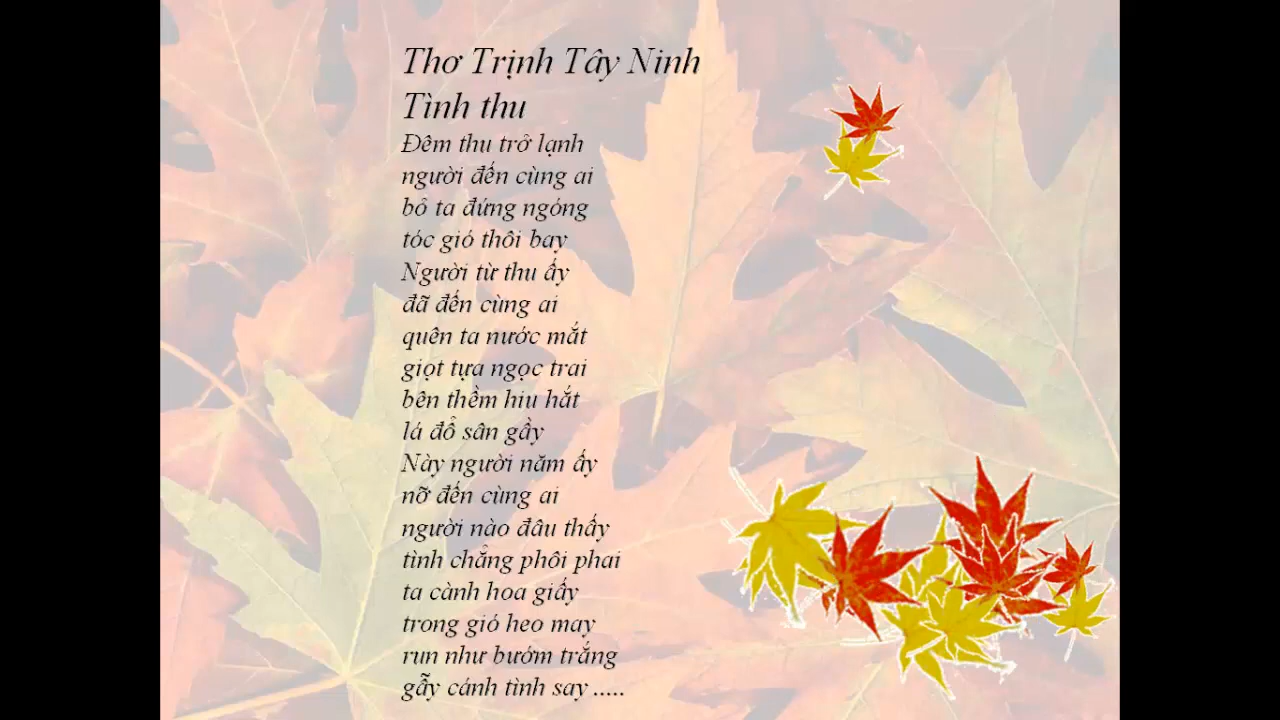 Thơ Trịnh Tây Ninh
Tình thu
Đêm thu trở lạnh
người đến cùng ai
bỏ ta đứng ngóng
tóc gió thôi bay
Người từ thu ấy
đã đến cùng ai
quên ta nước mắt
giọt tựa ngọc trai
bên thềm hiu hắt
lá đổ sân gầy
Này người năm ấy
nỡ đến cùng ai
người nào đâu thấy
tình chẳng phôi phai
ta cành hoa giấy
trong gió heo may
run như bướm trắng
gẫy cánh tình say .....